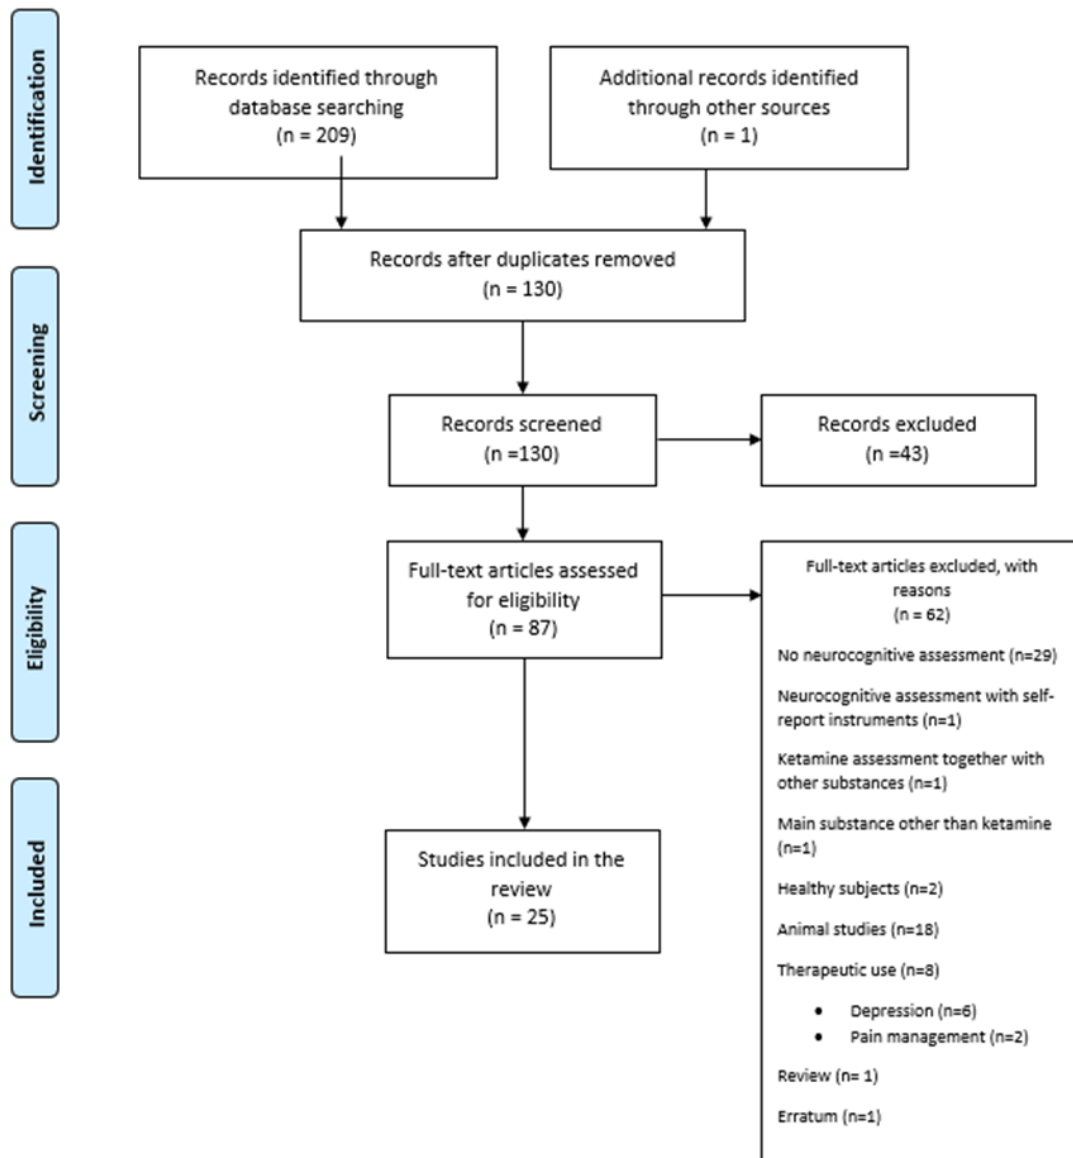 Identification
Records identified through
database searching
(n = 209)
Additional records identified
through other sources
(n = 1)
Records after duplicates removed
(n = 130)
Screening
Records screened
(n =130)
Records excluded
(n =43)
Eligibility
Full-text articles assessed
for eligibility
(n = 87)
Full-text articles excluded, with
reasons
(n = 62)
No neurocognitive assessment (n=29)
Neurocognitive assessment with self-
report instruments (n=1)
Ketamine assessment together with
other substances (n=1)
Main substance other than ketamine
(n=1)
Healthy subjects (n=2)
Animal studies (n=18)
Therapeutic use (n=8)
• Depression (n=6)
• Pain management (n=2)
Review (n= 1)
Erratum (n=1)
Included
Studies included in the
review
(n = 25)